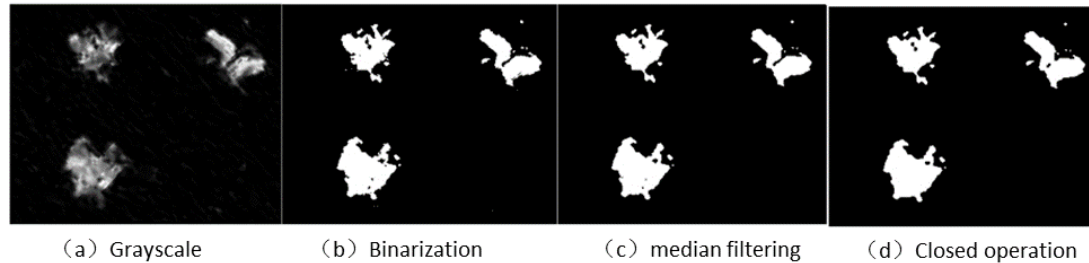 （a）Grayscale （b）Binarization （c）median filtering （d）Closed operation